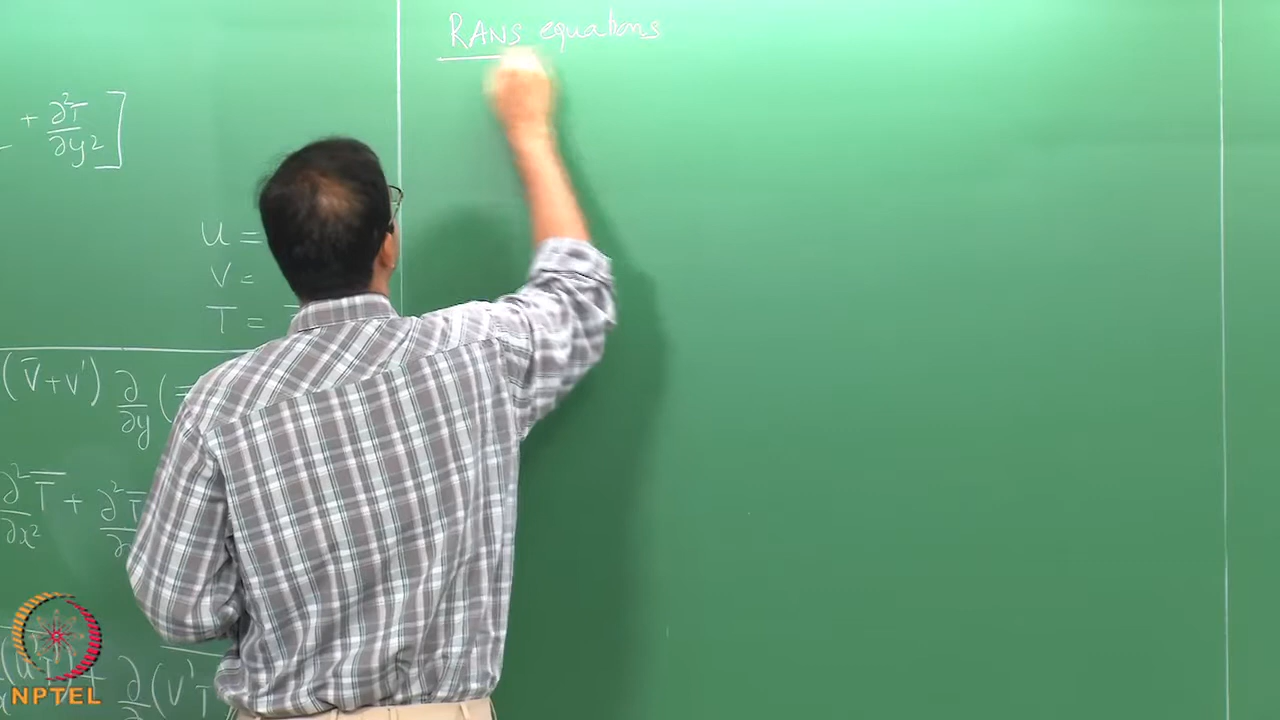 RANS equations
+ ∂²T/∂y² ]
u =
v =
T =
(v̄+v') ∂/∂y (
∂²T̄/∂x² + ∂²T̄
(u'T') + ∂/∂y (v'T
NPTEL